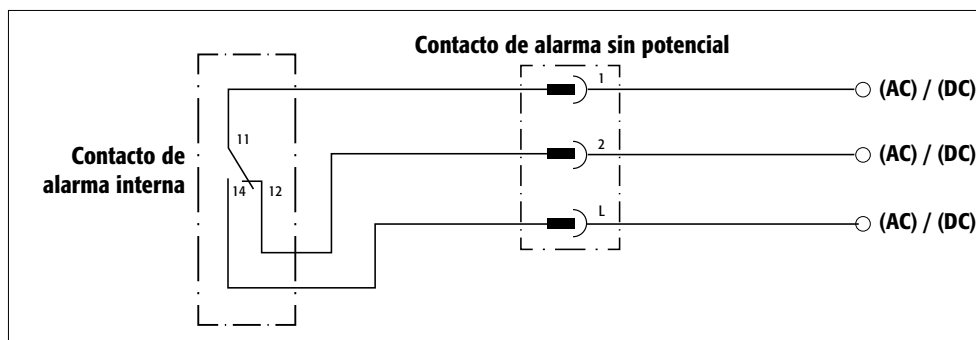 Contacto de alarma sin potencial
1
(AC) / (DC)
11
2
(AC) / (DC)
Contacto de
alarma interna
14
12
L
(AC) / (DC)